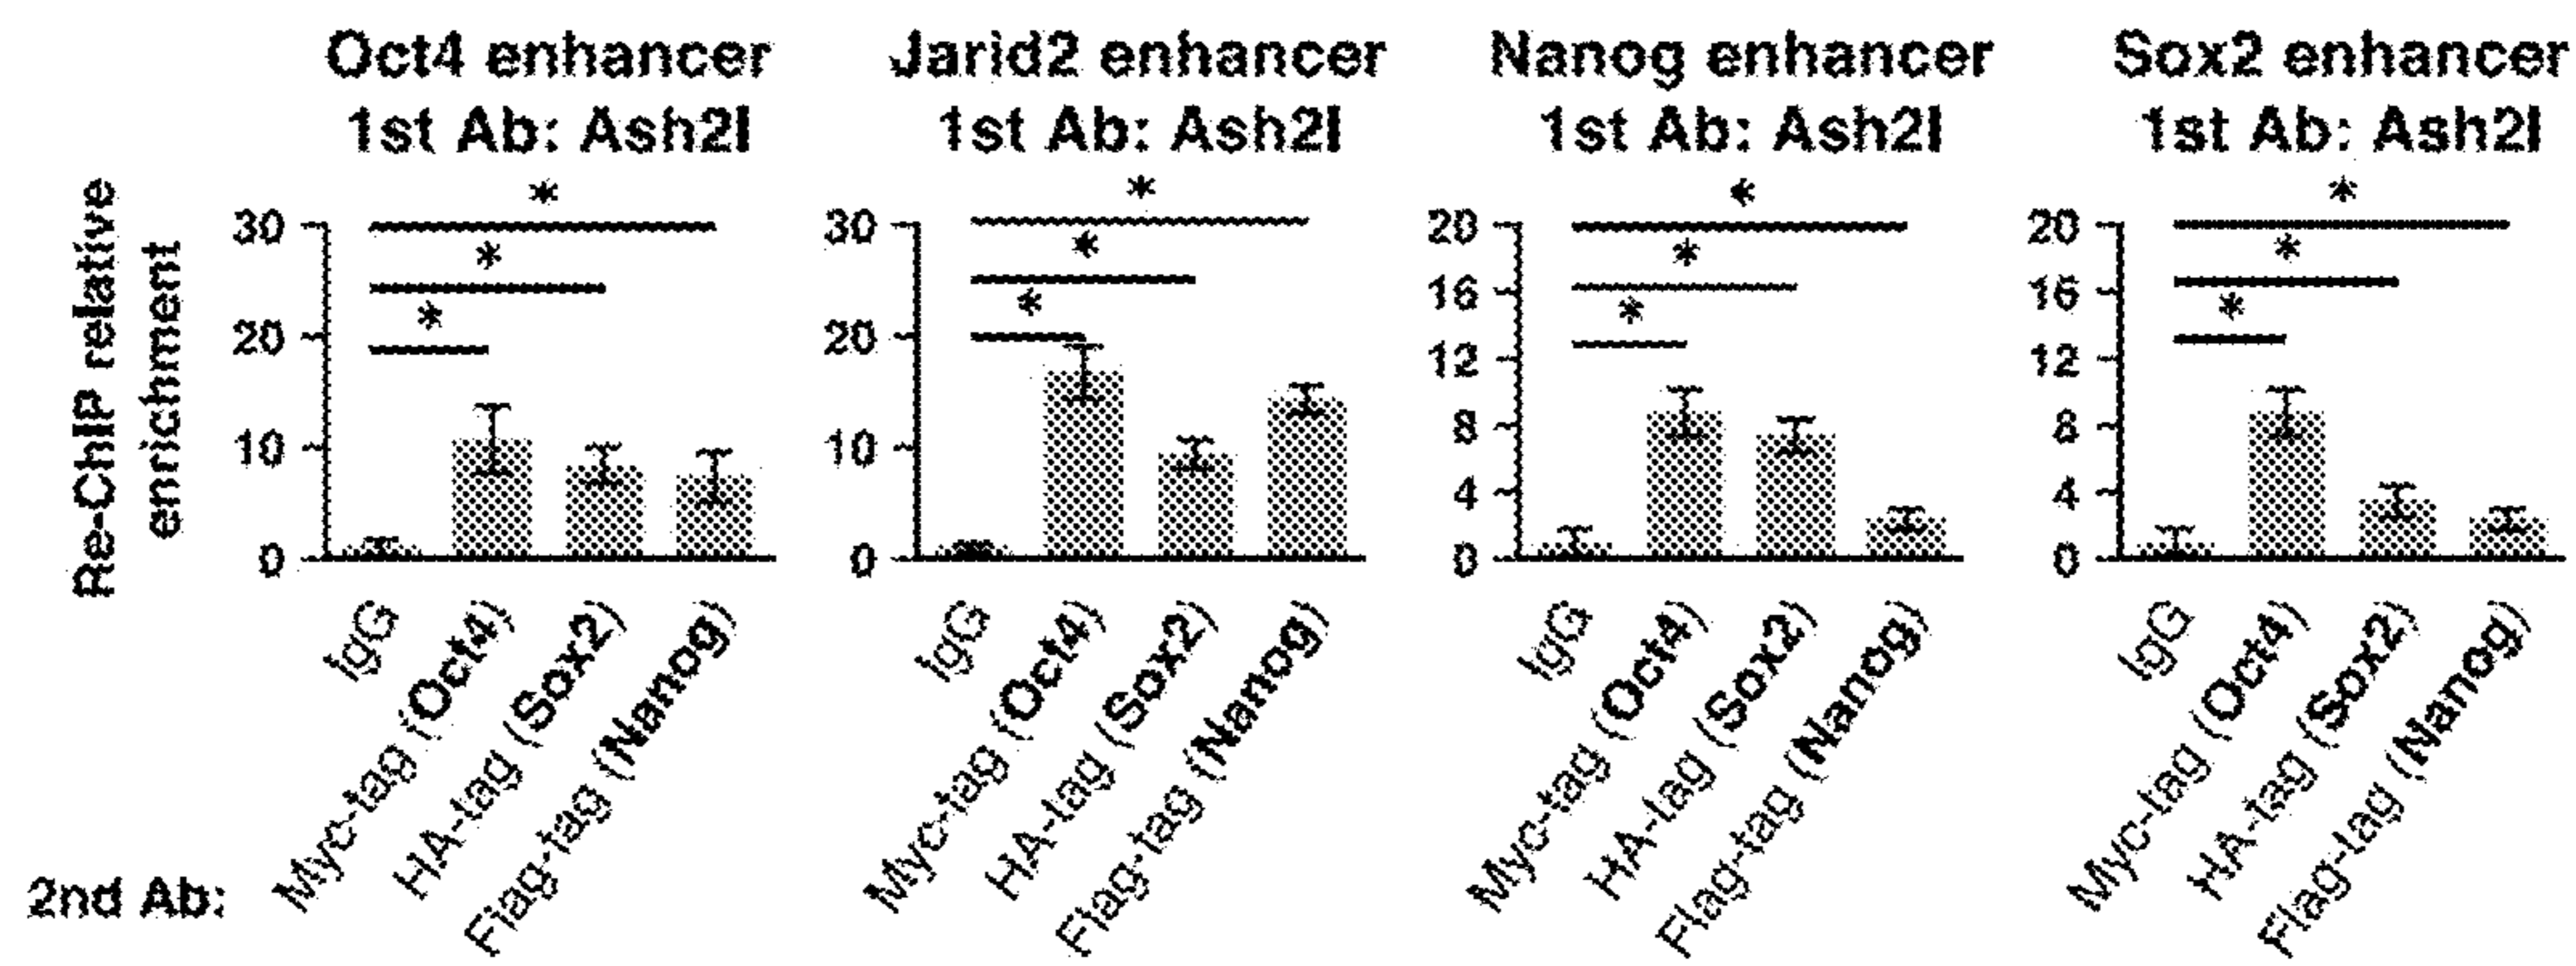 Oct4 enhancer
1st Ab: Ash2l
Jarid2 enhancer
1st Ab: Ash2l
Nanog enhancer
1st Ab: Ash2l
Sox2 enhancer
1st Ab: Ash2l
Re-ChIP relative
enrichment
30
20
10
0
*
*
*
30
20
10
0
*
*
*
20
16
12
8
4
0
*
*
*
20
16
12
8
4
0
*
*
*
2nd Ab:
IgG
Myc-tag (Oct4)
HA-tag (Sox2)
Flag-tag (Nanog)
IgG
Myc-tag (Oct4)
HA-tag (Sox2)
Flag-tag (Nanog)
IgG
Myc-tag (Oct4)
HA-tag (Sox2)
Flag-tag (Nanog)
IgG
Myc-tag (Oct4)
HA-tag (Sox2)
Flag-tag (Nanog)